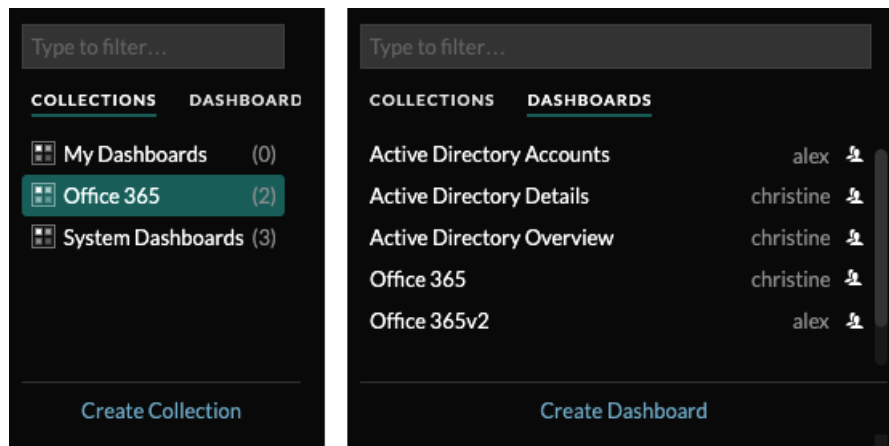 Type to filter...
COLLECTIONS DASHBOARD
My Dashboards (0)
Office 365 (2)
System Dashboards (3)
Create Collection
Type to filter...
COLLECTIONS DASHBOARDS
Active Directory Accounts alex
Active Directory Details christine
Active Directory Overview christine
Office 365 christine
Office 365v2 alex
Create Dashboard